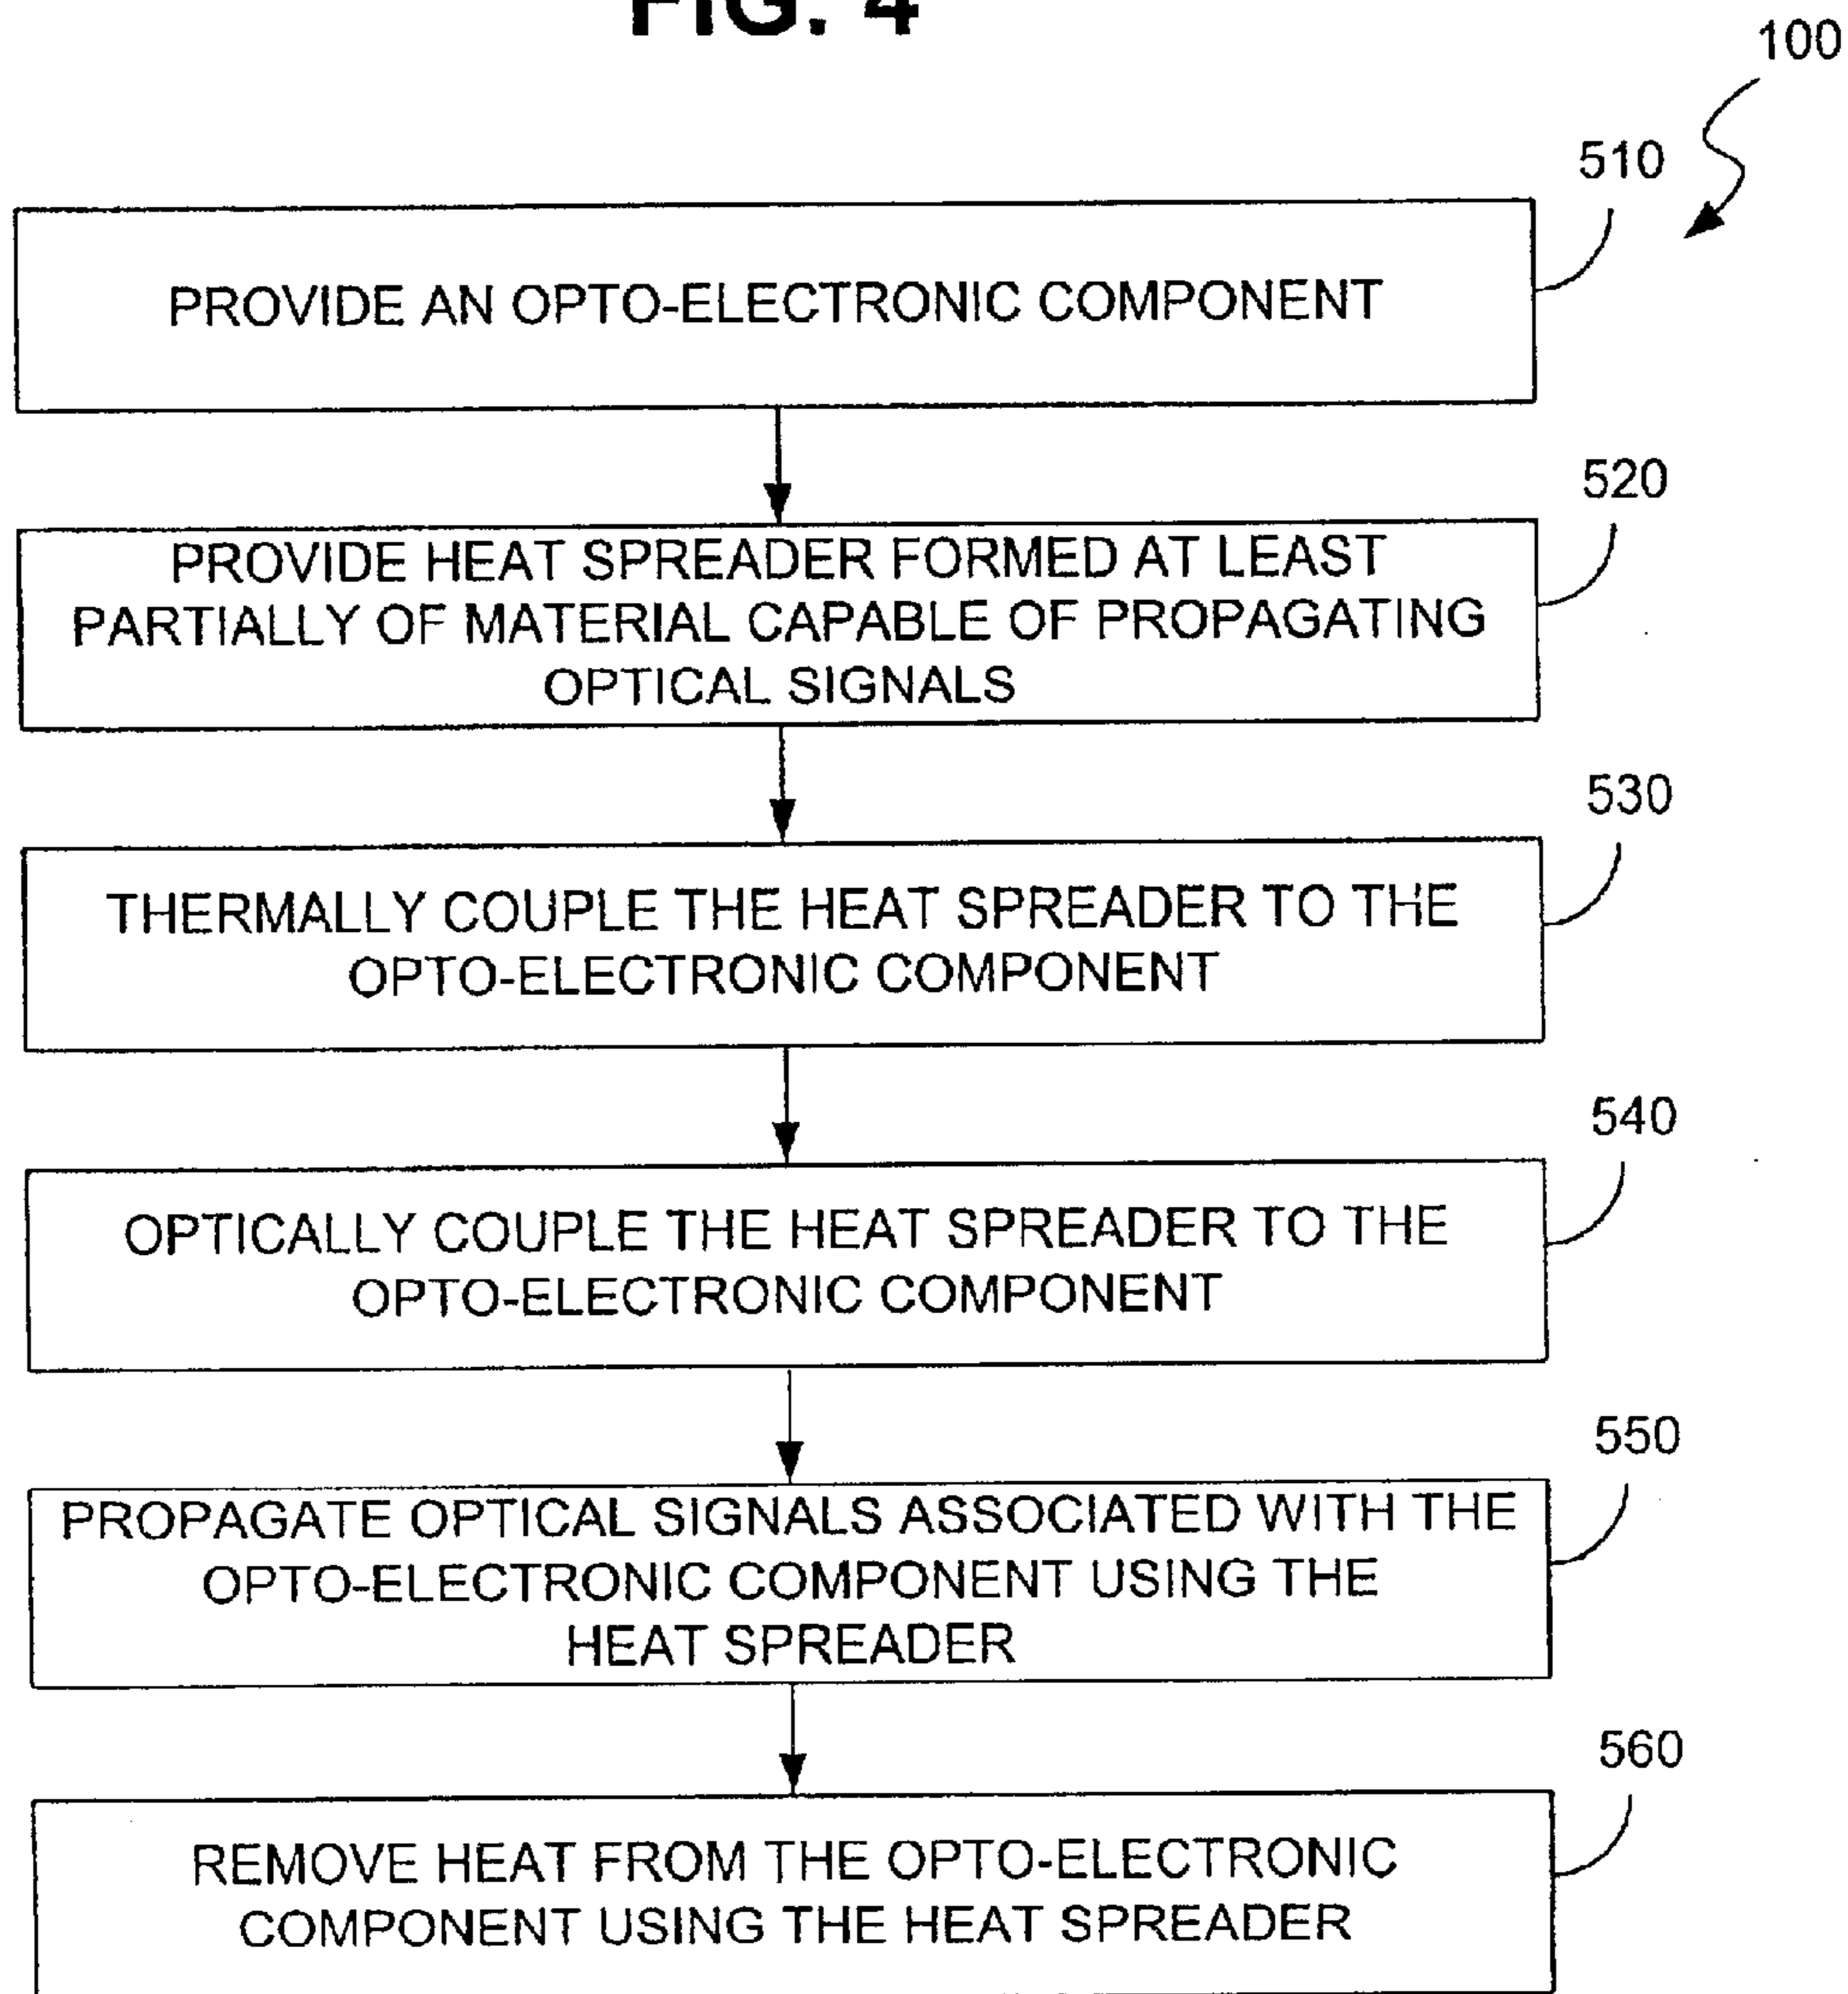 FIG. 4
100
510
PROVIDE AN OPTO-ELECTRONIC COMPONENT
520
PROVIDE HEAT SPREADER FORMED AT LEAST
PARTIALLY OF MATERIAL CAPABLE OF PROPAGATING
OPTICAL SIGNALS
530
THERMALLY COUPLE THE HEAT SPREADER TO THE
OPTO-ELECTRONIC COMPONENT
540
OPTICALLY COUPLE THE HEAT SPREADER TO THE
OPTO-ELECTRONIC COMPONENT
550
PROPAGATE OPTICAL SIGNALS ASSOCIATED WITH THE
OPTO-ELECTRONIC COMPONENT USING THE
HEAT SPREADER
560
REMOVE HEAT FROM THE OPTO-ELECTRONIC
COMPONENT USING THE HEAT SPREADER